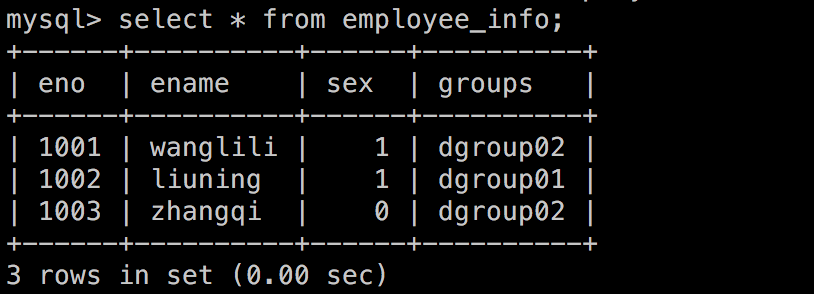 mysql> select * from employee_info;
+------+----------+------+----------+
| eno  | ename    | sex  | groups   |
+------+----------+------+----------+
| 1001 | wanglili |    1 | dgroup02 |
| 1002 | liuning  |    1 | dgroup01 |
| 1003 | zhangqi  |    0 | dgroup02 |
+------+----------+------+----------+
3 rows in set (0.00 sec)